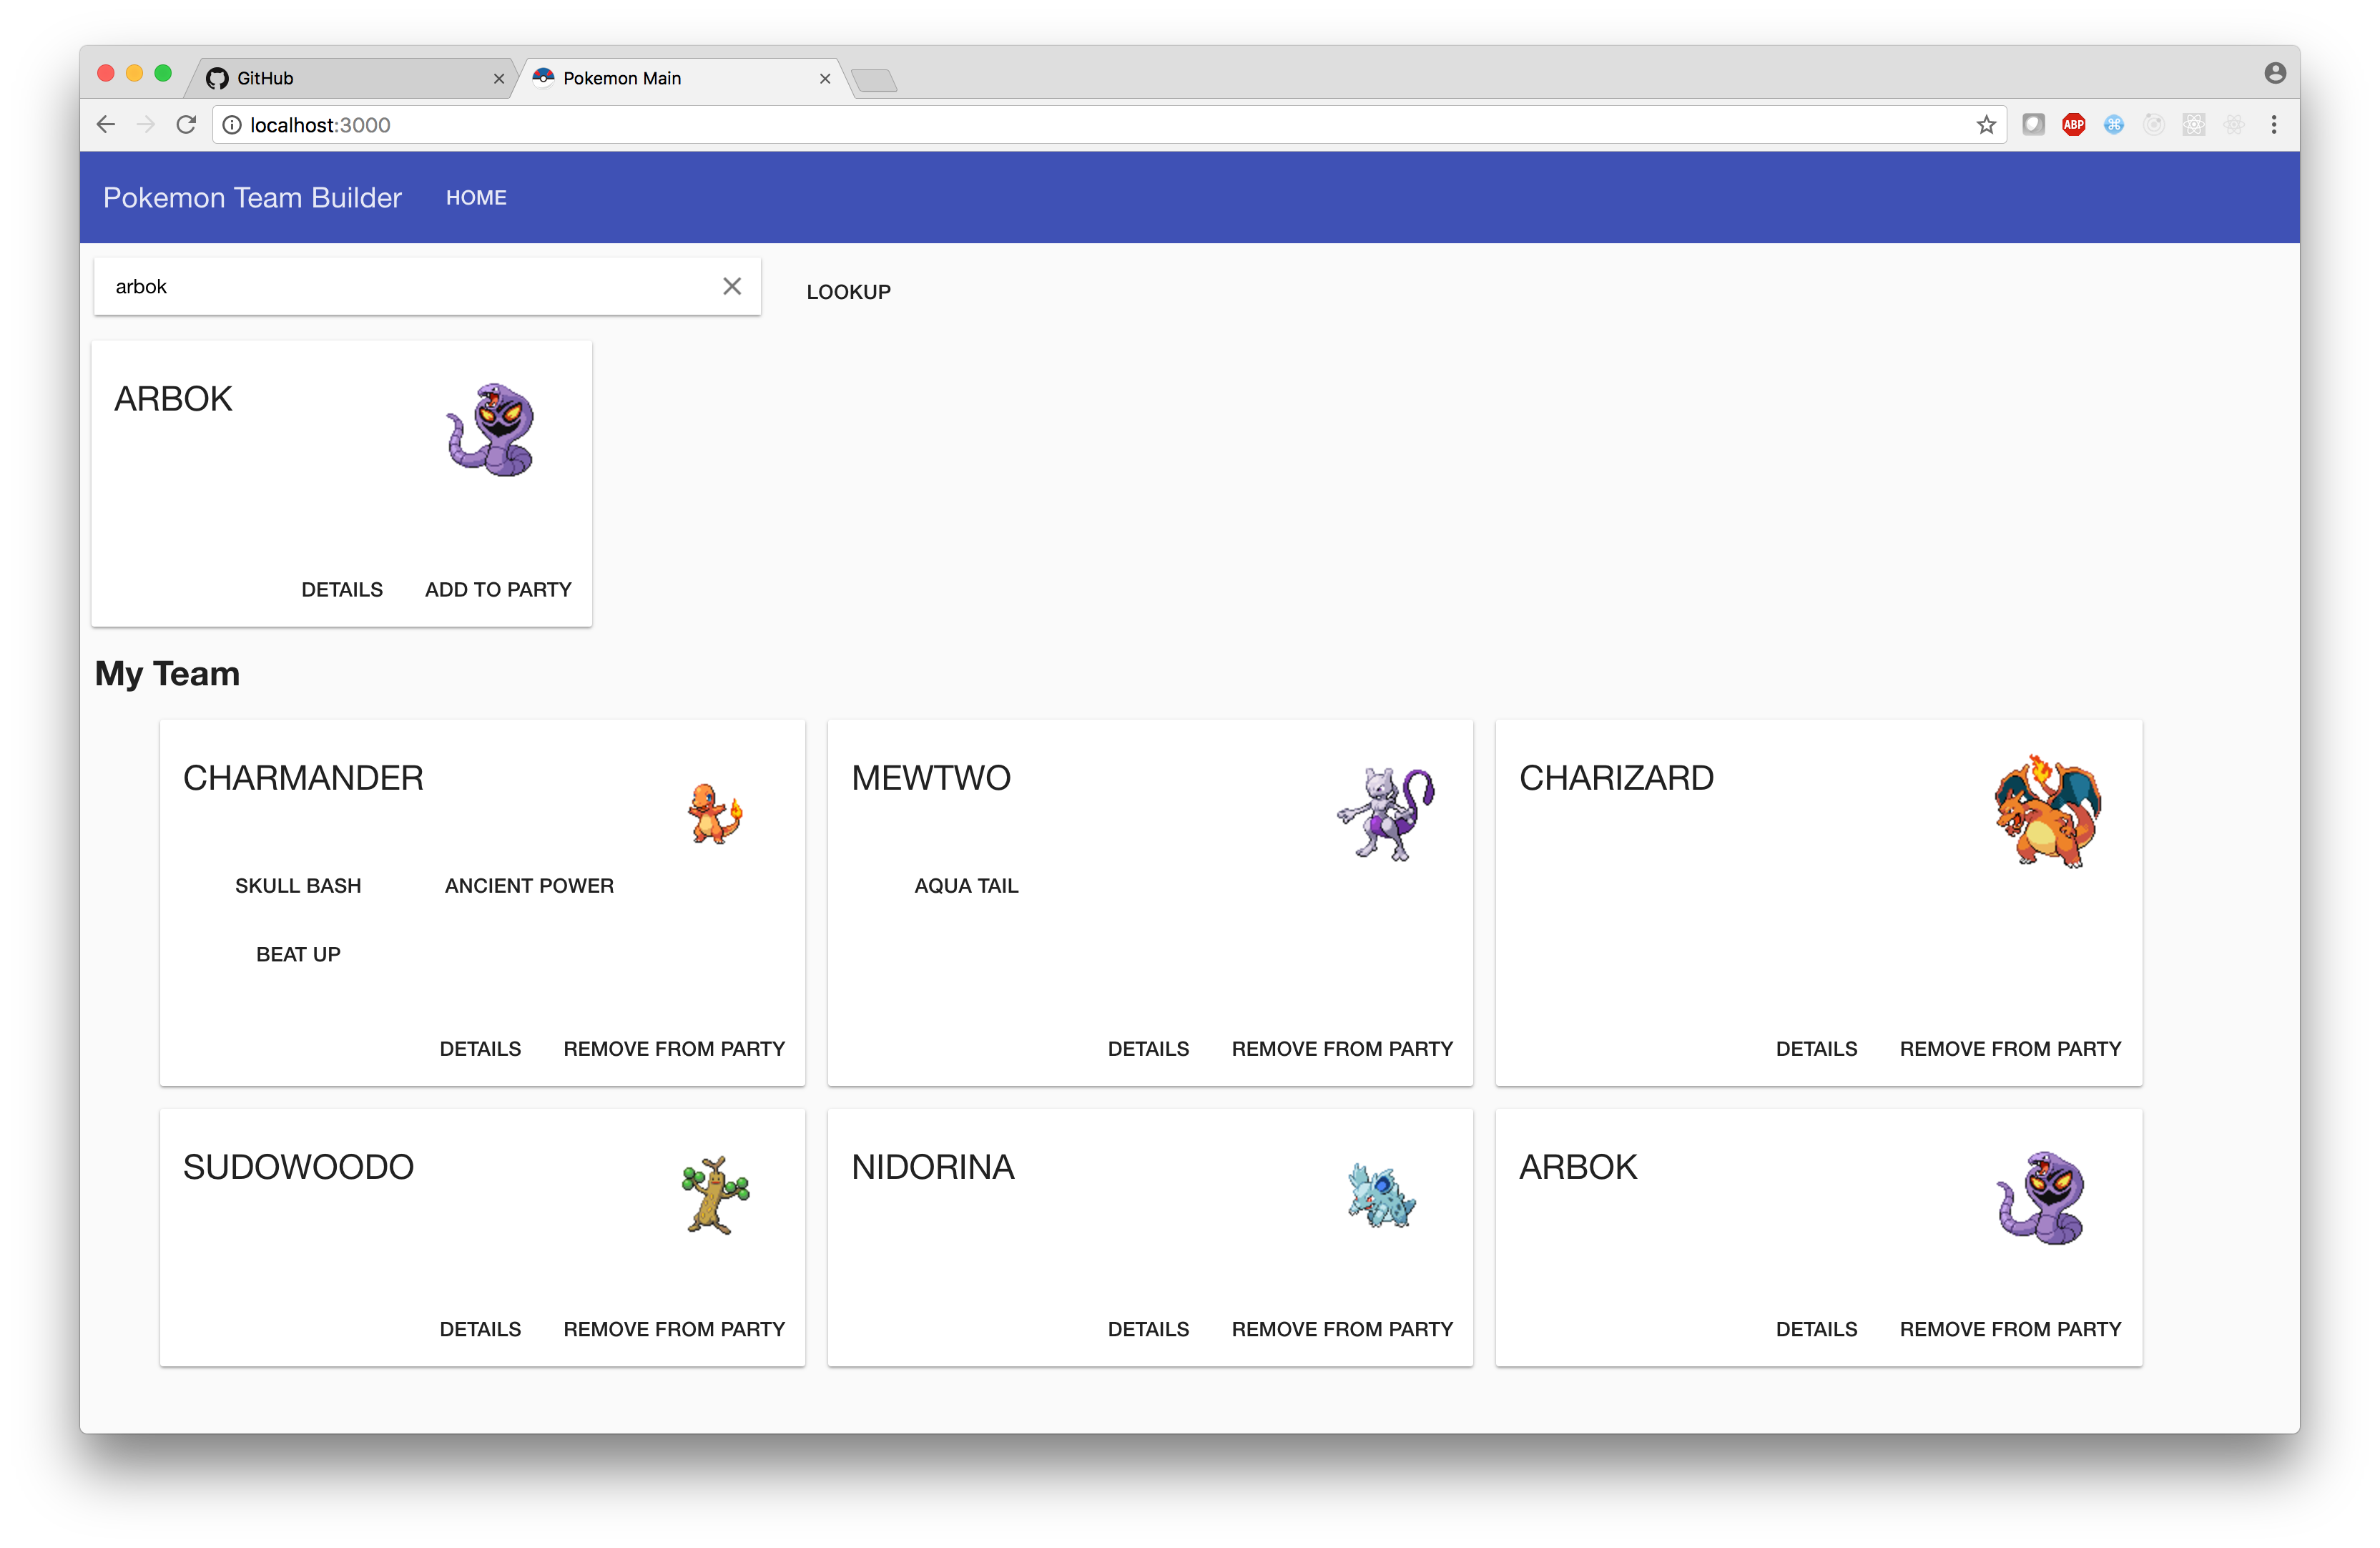 GitHub
Pokemon Main
localhost:3000
ABP
Pokemon Team Builder HOME
arbok
LOOKUP
ARBOK
DETAILS ADD TO PARTY
My Team
CHARMANDER
SKULL BASH ANCIENT POWER
BEAT UP
DETAILS REMOVE FROM PARTY
MEWTWO
AQUA TAIL
DETAILS REMOVE FROM PARTY
CHARIZARD
DETAILS REMOVE FROM PARTY
SUDOWOODO
DETAILS REMOVE FROM PARTY
NIDORINA
DETAILS REMOVE FROM PARTY
ARBOK
DETAILS REMOVE FROM PARTY